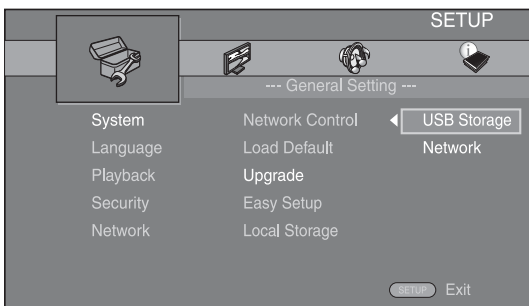 SETUP
--- General Setting ---
System Network Control USB Storage
Language Load Default Network
Playback Upgrade
Security Easy Setup
Network Local Storage
SETUP Exit